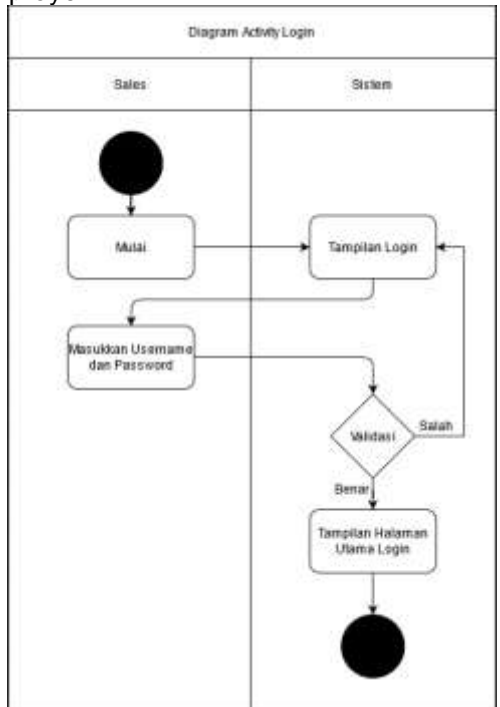 Diagram Activity Login
Sales
Sistem
Mulai
Tampilan Login
Masukkan Username
dan Password
Validasi
Salah
Benar
Tampilan Halaman
Utama Login